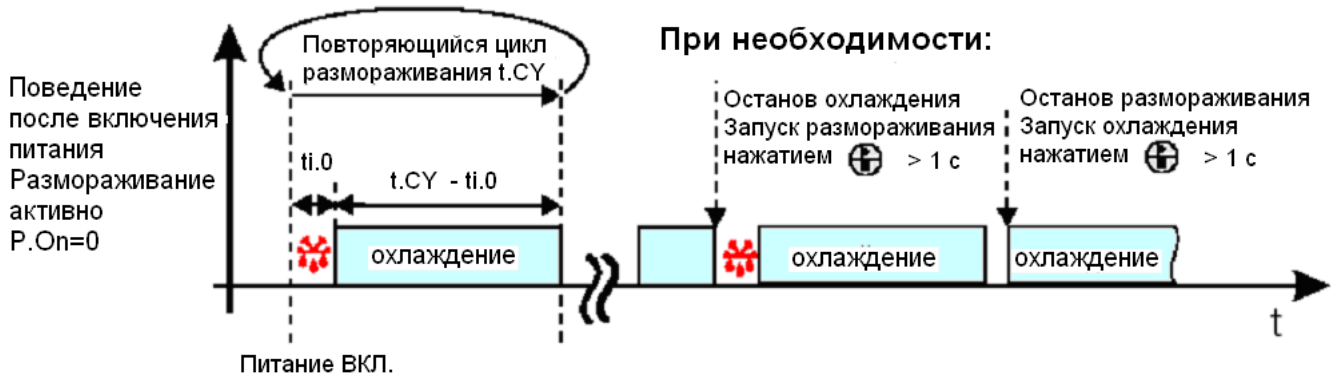 Поведение
после включения
питания
Размораживание
активно
P.On=0
Повторяющийся цикл
размораживания t.CY
ti.0
t.CY - ti.0
охлаждение
Питание ВКЛ.
При необходимости:
Останов охлаждения
Запуск размораживания
нажатием > 1 с
Останов размораживания
Запуск охлаждения
нажатием > 1 с
охлаждение
охлаждение
t